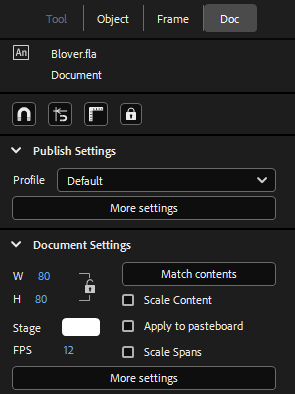 Tool Object Frame Doc
An Blover.fla
Document
Publish Settings
Profile Default
More settings
Document Settings
W 80 Match contents
H 80 Scale Content
Stage Apply to pasteboard
FPS 12 Scale Spans
More settings